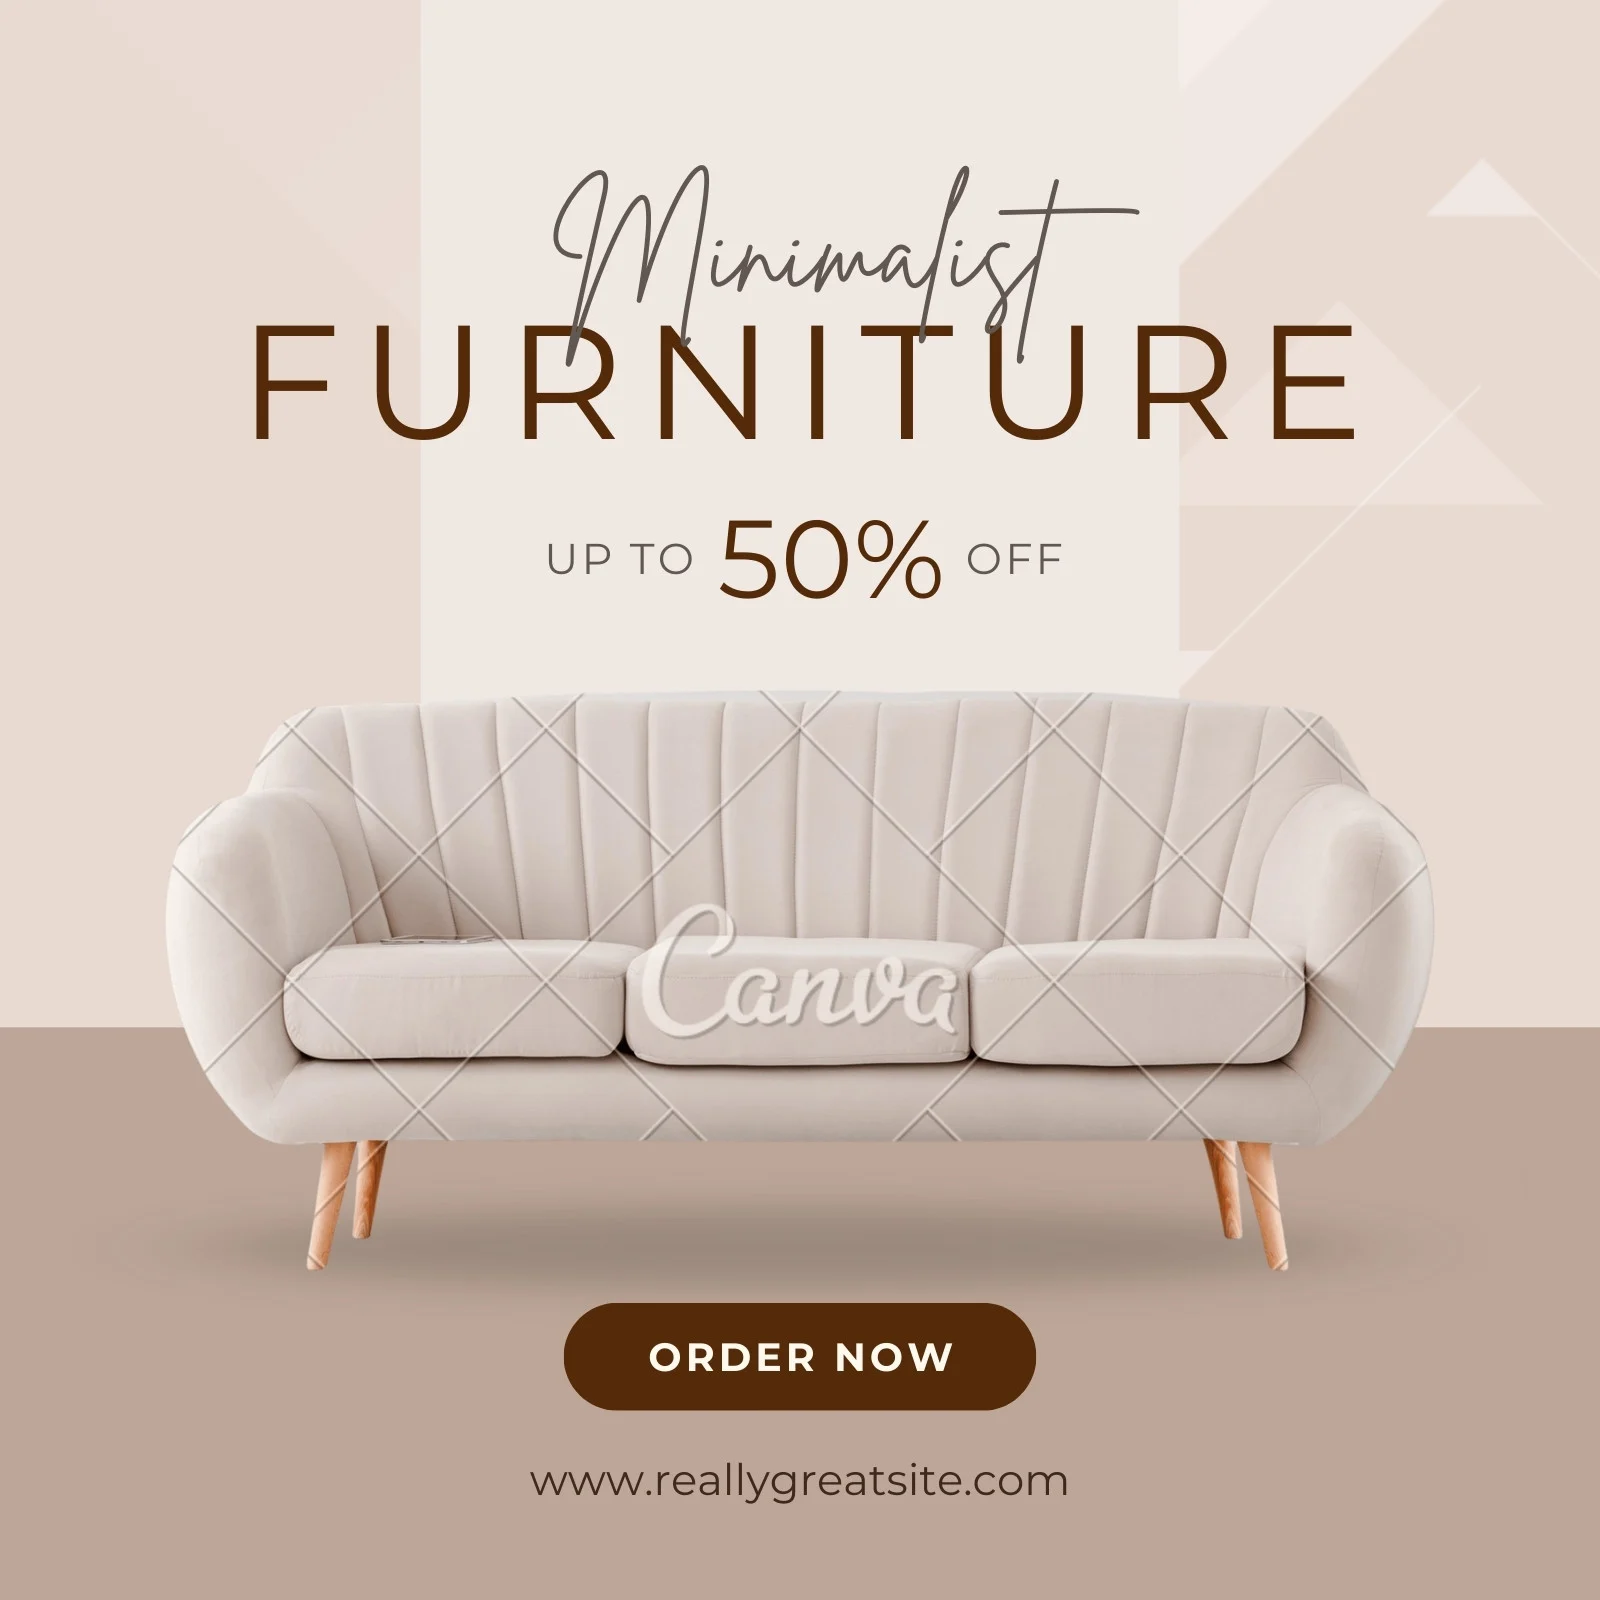 Minimalist
FURNITURE
UP TO 50% OFF
Canva
ORDER NOW
www.reallygreatsite.com